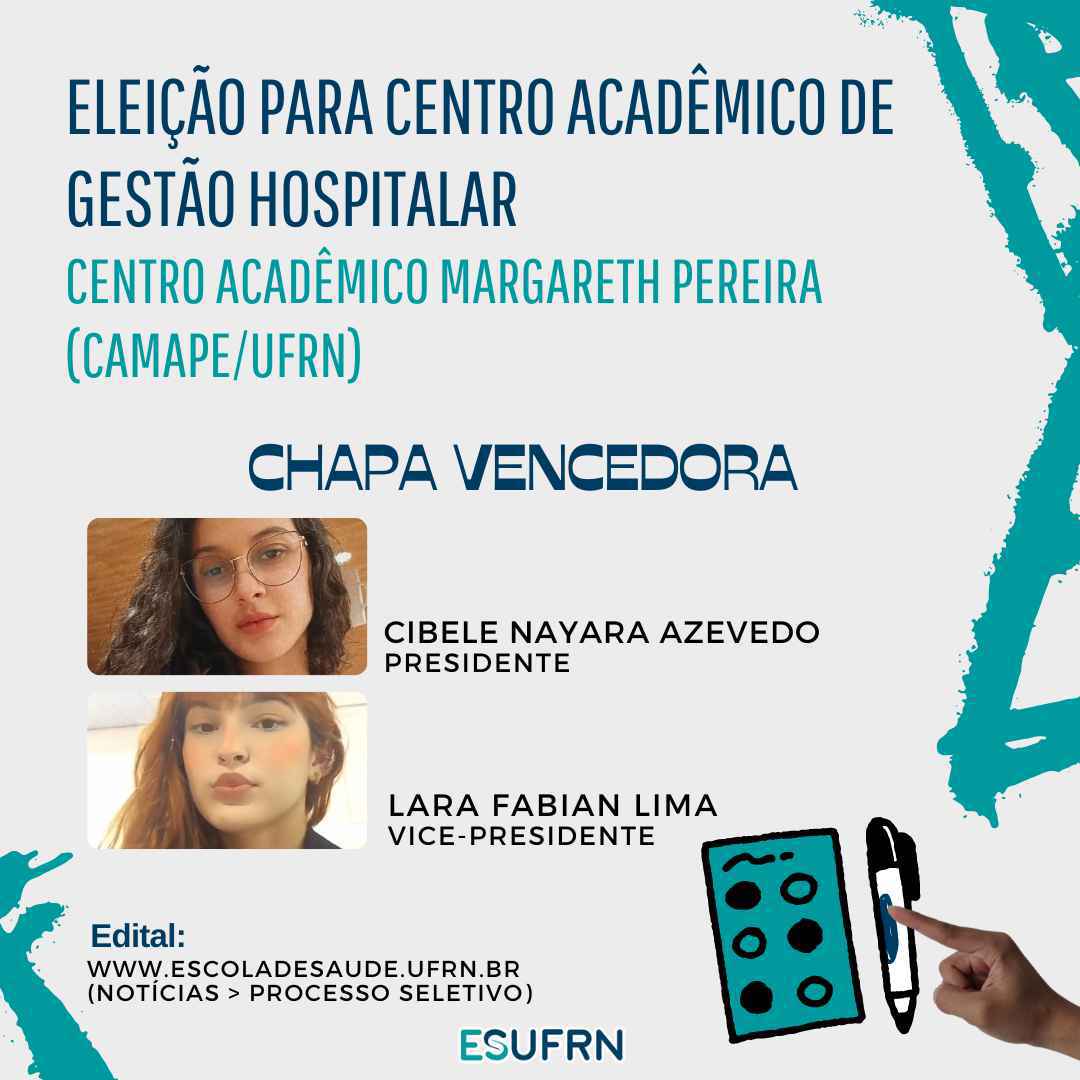 ELEIÇÃO PARA CENTRO ACADÊMICO DE
GESTÃO HOSPITALAR
CENTRO ACADÊMICO MARGARETH PEREIRA
(CAMAPE/UFRN)
CHAPA VENCEDORA
CIBELE NAYARA AZEVEDO
PRESIDENTE
LARA FABIAN LIMA
VICE-PRESIDENTE
Edital:
WWW.ESCOLADESAUDE.UFRN.BR
(NOTÍCIAS > PROCESSO SELETIVO)
ESUFRN